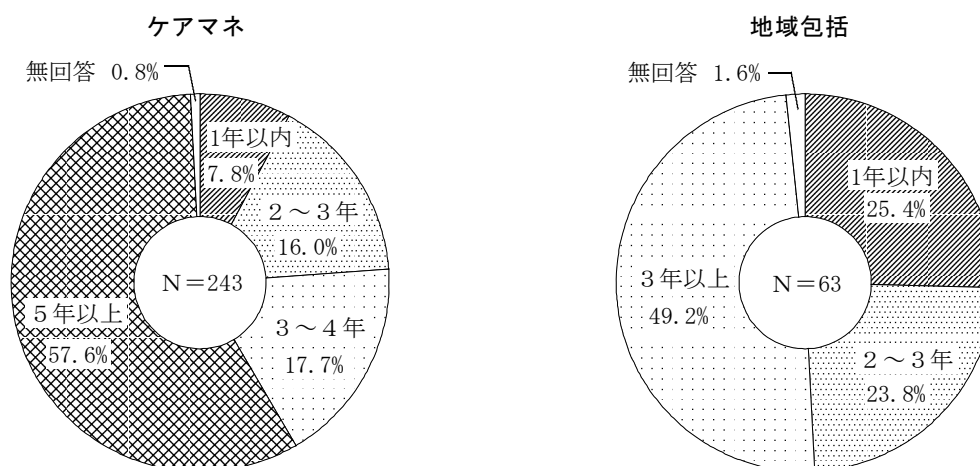 ケアマネ
無回答 0.8%
1年以内
7.8%
２～３年
16.0%
３～４年
17.7%
５年以上
57.6%
Ｎ＝243
地域包括
無回答 1.6%
1年以内
25.4%
２～３年
23.8%
３年以上
49.2%
Ｎ＝63